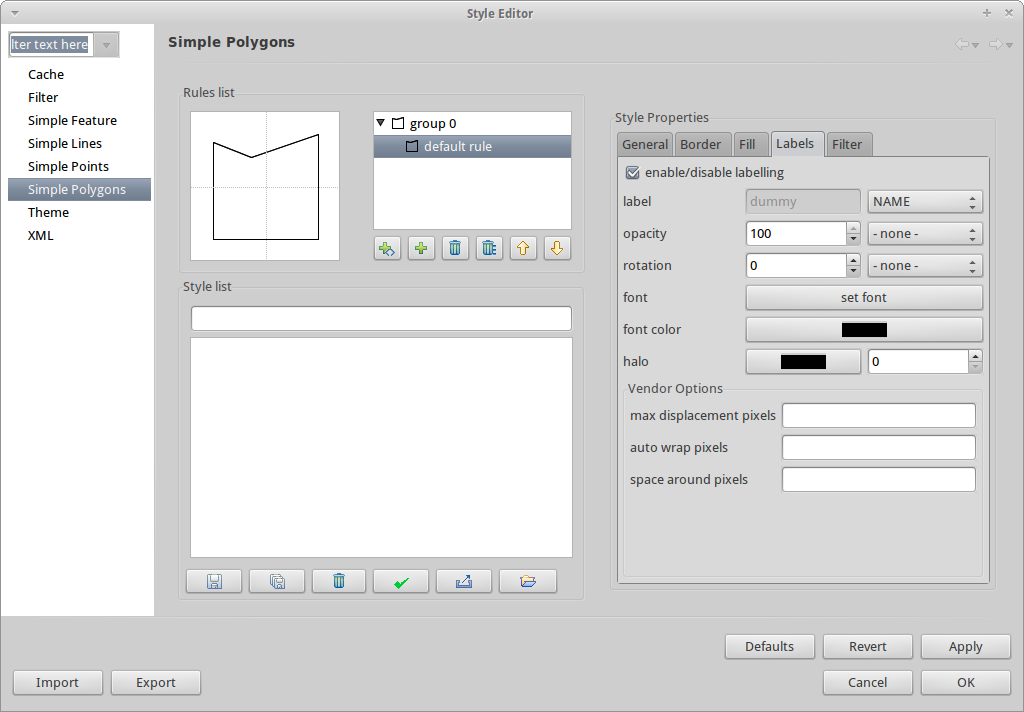 Style Editor
lter text here
Cache
Filter
Simple Feature
Simple Lines
Simple Points
Simple Polygons
Theme
XML
Simple Polygons
Rules list
group 0
default rule
Style list
Style Properties
General Border Fill Labels Filter
enable/disable labelling
label dummy NAME
opacity 100 - none -
rotation 0 - none -
font set font
font color
halo 0
Vendor Options
max displacement pixels
auto wrap pixels
space around pixels
Defaults Revert Apply
Import Export Cancel OK